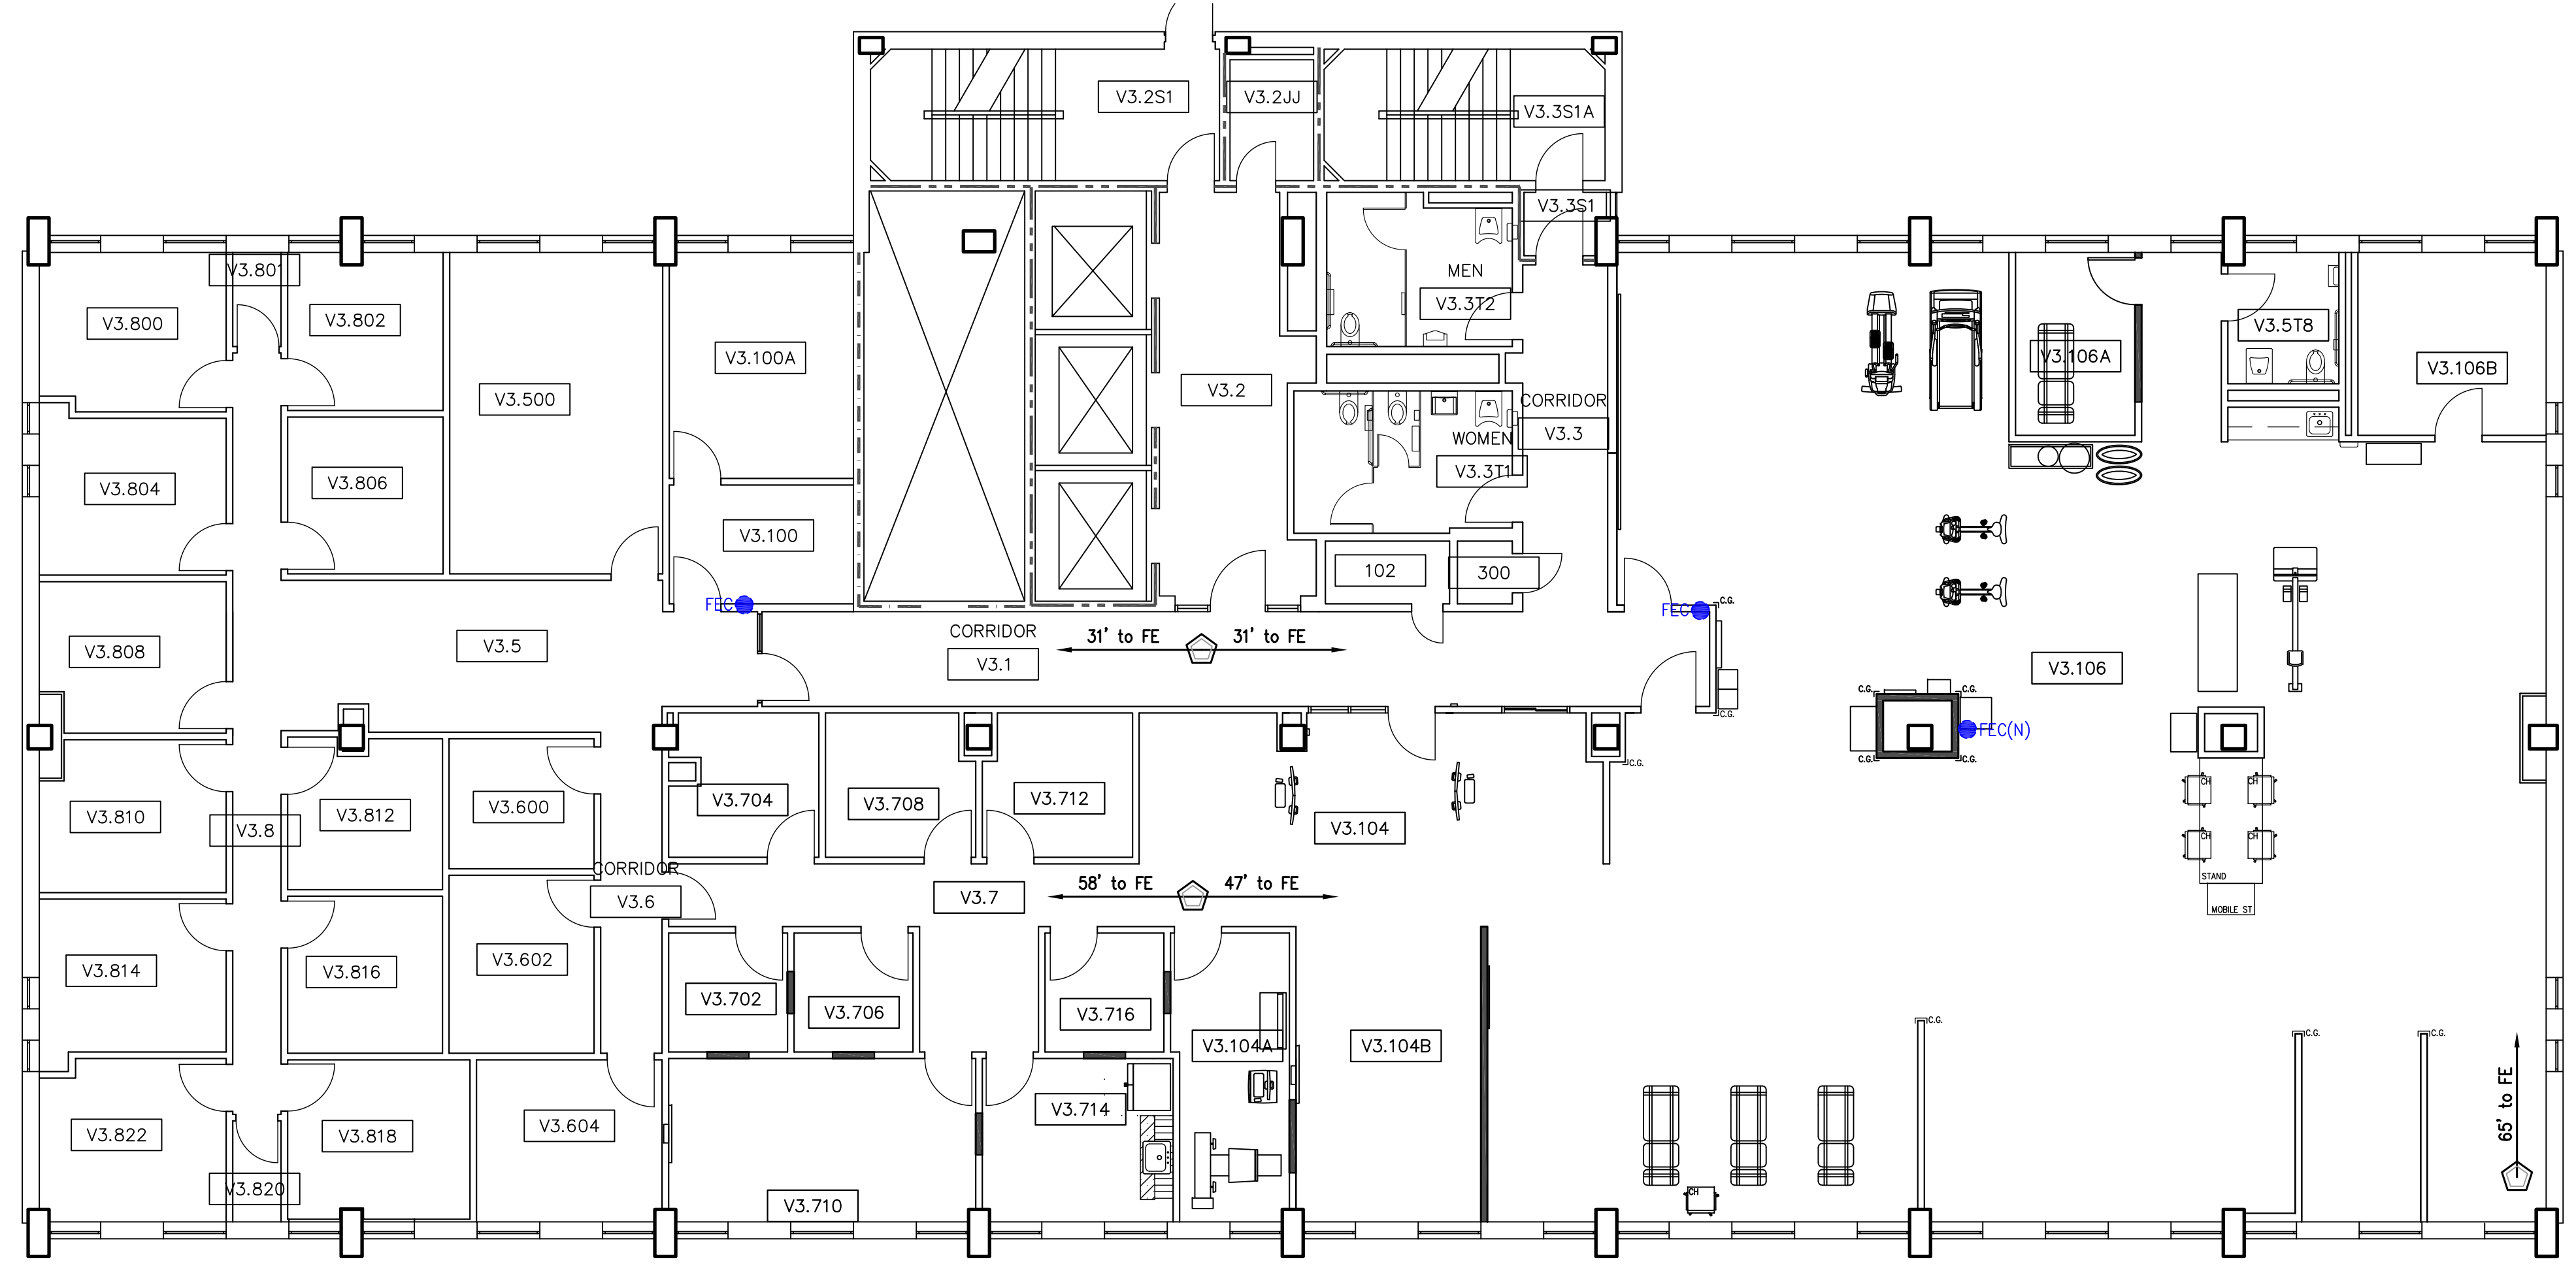 V3.2S1
V3.2JJ
V3.3S1A
V3.3S1
V3.801
V3.800
V3.802
V3.100A
V3.500
V3.2
MEN
V3.3T2
V3.106A
V3.5T8
V3.106B
CORRIDOR
V3.3
WOMEN
V3.3T1
V3.804
V3.806
V3.100
102
300
FEC
FEC
C.G.
V3.808
V3.5
CORRIDOR
V3.1
31' to FE
31' to FE
V3.106
C.G.
C.G.
C.G.
FEC(N)
C.G.
C.G.
C.G.
V3.810
V3.8
V3.812
V3.600
V3.704
V3.708
V3.712
V3.104
CH
CH
CH
CH
STAND
MOBILE ST
CORRIDOR
V3.6
V3.7
58' to FE
47' to FE
V3.814
V3.816
V3.602
V3.702
V3.706
V3.716
V3.104A
V3.104B
C.G.
C.G.
C.G.
V3.822
V3.818
V3.604
V3.714
65' to FE
V3.820
V3.710
CH